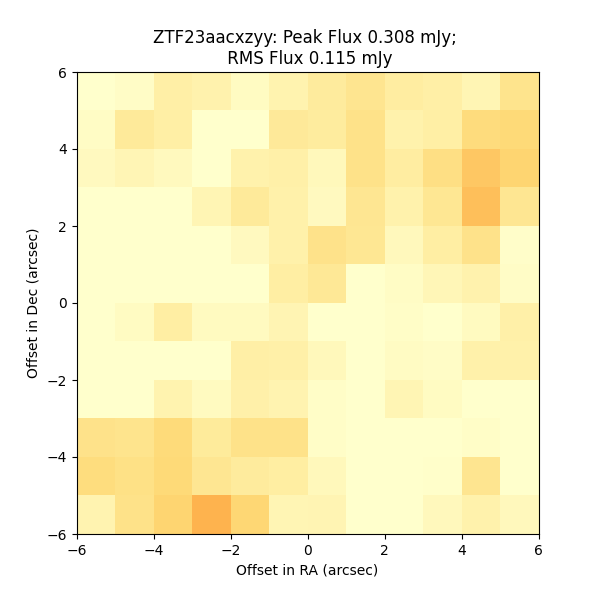 ZTF23aacxzyy: Peak Flux 0.308 mJy;
RMS Flux 0.115 mJy
6
4
2
0
−2
−4
−6
Offset in Dec (arcsec)
−6 −4 −2 0 2 4 6
Offset in RA (arcsec)